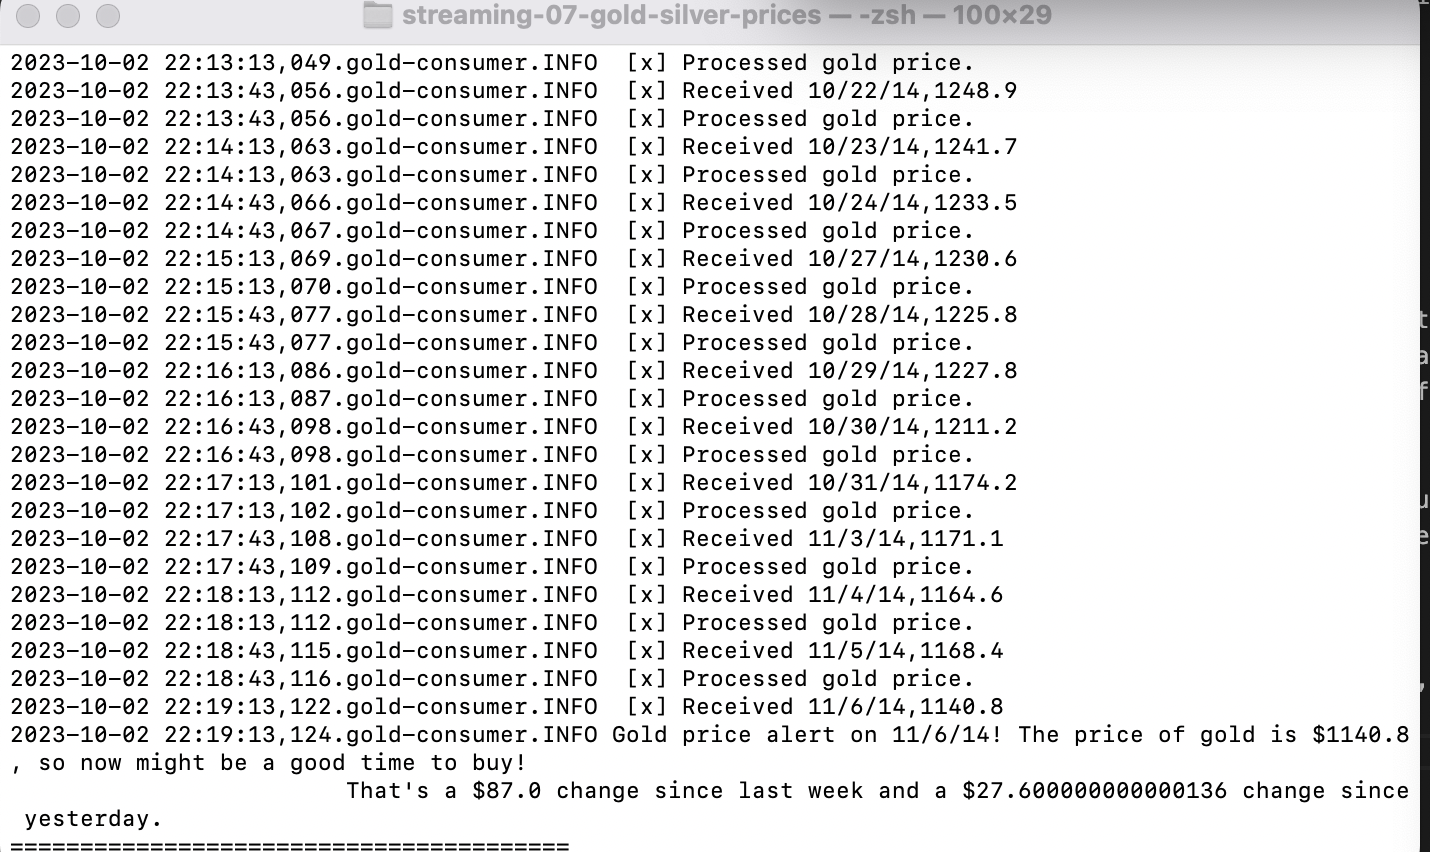 streaming-07-gold-silver-prices — -zsh — 100×29
2023-10-02 22:13:13,049.gold-consumer.INFO  [x] Processed gold price.
2023-10-02 22:13:43,056.gold-consumer.INFO  [x] Received 10/22/14,1248.9
2023-10-02 22:13:43,056.gold-consumer.INFO  [x] Processed gold price.
2023-10-02 22:14:13,063.gold-consumer.INFO  [x] Received 10/23/14,1241.7
2023-10-02 22:14:13,063.gold-consumer.INFO  [x] Processed gold price.
2023-10-02 22:14:43,066.gold-consumer.INFO  [x] Received 10/24/14,1233.5
2023-10-02 22:14:43,067.gold-consumer.INFO  [x] Processed gold price.
2023-10-02 22:15:13,069.gold-consumer.INFO  [x] Received 10/27/14,1230.6
2023-10-02 22:15:13,070.gold-consumer.INFO  [x] Processed gold price.
2023-10-02 22:15:43,077.gold-consumer.INFO  [x] Received 10/28/14,1225.8
2023-10-02 22:15:43,077.gold-consumer.INFO  [x] Processed gold price.
2023-10-02 22:16:13,086.gold-consumer.INFO  [x] Received 10/29/14,1227.8
2023-10-02 22:16:13,087.gold-consumer.INFO  [x] Processed gold price.
2023-10-02 22:16:43,098.gold-consumer.INFO  [x] Received 10/30/14,1211.2
2023-10-02 22:16:43,098.gold-consumer.INFO  [x] Processed gold price.
2023-10-02 22:17:13,101.gold-consumer.INFO  [x] Received 10/31/14,1174.2
2023-10-02 22:17:13,102.gold-consumer.INFO  [x] Processed gold price.
2023-10-02 22:17:43,108.gold-consumer.INFO  [x] Received 11/3/14,1171.1
2023-10-02 22:17:43,109.gold-consumer.INFO  [x] Processed gold price.
2023-10-02 22:18:13,112.gold-consumer.INFO  [x] Received 11/4/14,1164.6
2023-10-02 22:18:13,112.gold-consumer.INFO  [x] Processed gold price.
2023-10-02 22:18:43,115.gold-consumer.INFO  [x] Received 11/5/14,1168.4
2023-10-02 22:18:43,116.gold-consumer.INFO  [x] Processed gold price.
2023-10-02 22:19:13,122.gold-consumer.INFO  [x] Received 11/6/14,1140.8
2023-10-02 22:19:13,124.gold-consumer.INFO Gold price alert on 11/6/14! The price of gold is $1140.8
, so now might be a good time to buy!
                        That's a $87.0 change since last week and a $27.600000000000136 change since
 yesterday.
========================================